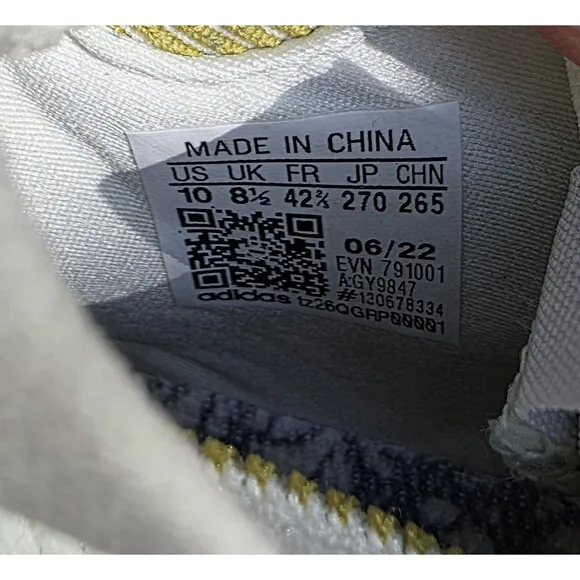 MADE IN CHINA
US UK FR JP CHN
10 8½ 42⅔ 270 265
06/22
EVN 791001
A:GY9847
#130678334
adidas tz26QGRP00001